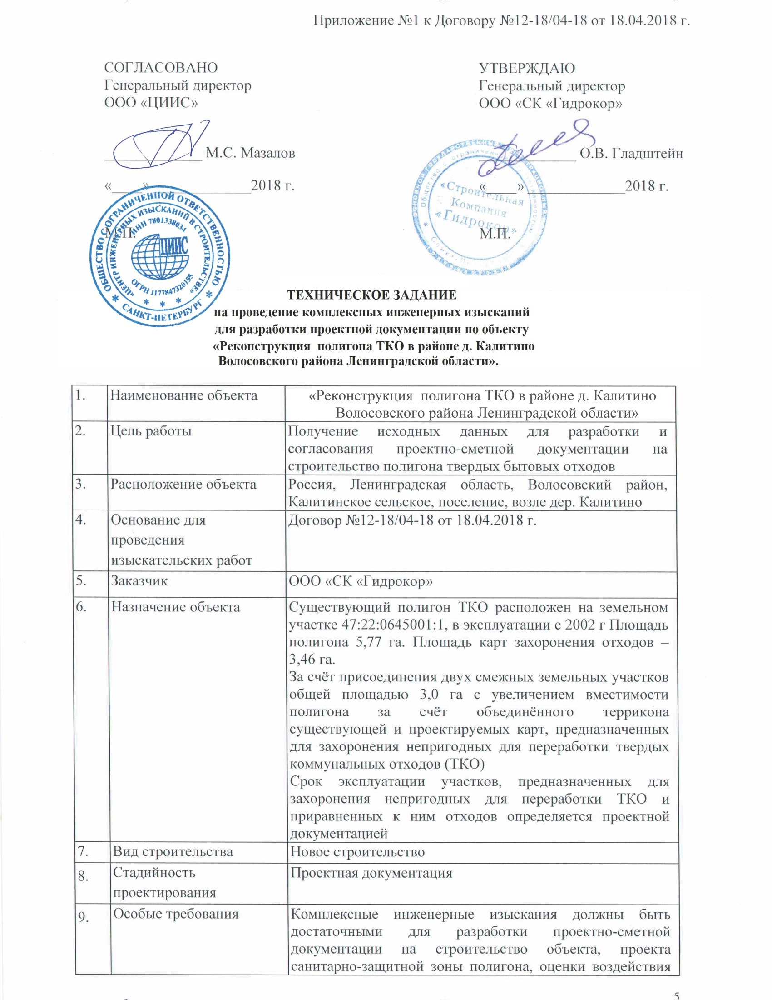 Приложение №1 к Договору №12-18/04-18 от 18.04.2018 г.
СОГЛАСОВАНО
Генеральный директор
ООО «ЦИИС»
М.С. Мазалов
«____»______________2018 г.
М.П.
УТВЕРЖДАЮ
Генеральный директор
ООО «СК «Гидрокор»
О.В. Гладштейн
«____» _____________2018 г.
М.П.
ОБЩЕСТВО С ОГРАНИЧЕННОЙ ОТВЕТСТВЕННОСТЬЮ
* САНКТ-ПЕТЕРБУРГ *
«ЦЕНТР ИНЖЕНЕРНЫХ ИЗЫСКАНИЙ В СТРОИТЕЛЬСТВЕ»
ИНН 7801338034
ЦИИС
ОГРН 1177847320155
* * *
«Строительная
Компания
«Гидрокор»
ТЕХНИЧЕСКОЕ ЗАДАНИЕ
на проведение комплексных инженерных изысканий
для разработки проектной документации по объекту
«Реконструкция полигона ТКО в районе д. Калитино
Волосовского района Ленинградской области».
1. Наименование объекта «Реконструкция полигона ТКО в районе д. Калитино
Волосовского района Ленинградской области»
2. Цель работы Получение исходных данных для разработки и
согласования проектно-сметной документации на
строительство полигона твердых бытовых отходов
3. Расположение объекта Россия, Ленинградская область, Волосовский район,
Калитинское сельское, поселение, возле дер. Калитино
4. Основание для Договор №12-18/04-18 от 18.04.2018 г.
проведения
изыскательских работ
5. Заказчик ООО «СК «Гидрокор»
6. Назначение объекта Существующий полигон ТКО расположен на земельном
участке 47:22:0645001:1, в эксплуатации с 2002 г Площадь
полигона 5,77 га. Площадь карт захоронения отходов –
3,46 га.
За счёт присоединения двух смежных земельных участков
общей площадью 3,0 га с увеличением вместимости
полигона за счёт объединённого террикона
существующей и проектируемых карт, предназначенных
для захоронения непригодных для переработки твердых
коммунальных отходов (ТКО)
Срок эксплуатации участков, предназначенных для
захоронения непригодных для переработки ТКО и
приравненных к ним отходов определяется проектной
документацией
7. Вид строительства Новое строительство
8. Стадийность Проектная документация
проектирования
9. Особые требования Комплексные инженерные изыскания должны быть
достаточными для разработки проектно-сметной
документации на строительство объекта, проекта
санитарно-защитной зоны полигона, оценки воздействия
5